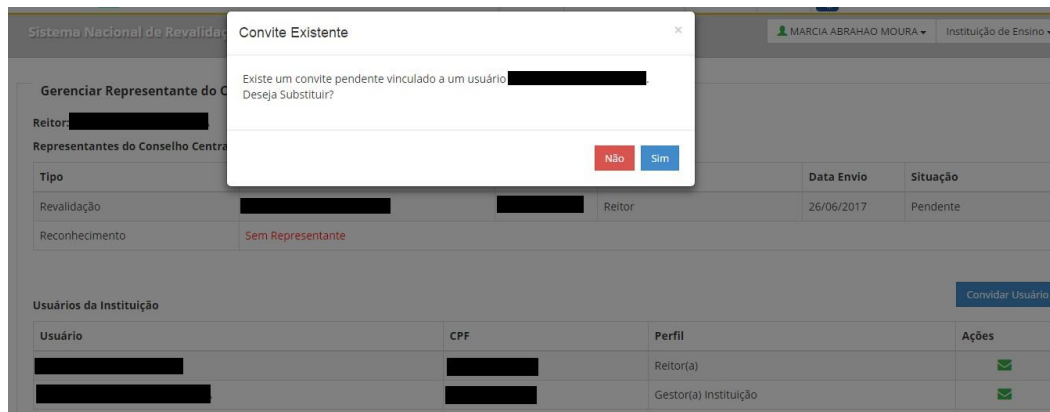 Sistema Nacional de Revalidaç
Convite Existente
×
MARCIA ABRAHAO MOURA
Instituição de Ensino
Existe um convite pendente vinculado a um usuário
.
Deseja Substituir?
Não
Sim
Gerenciar Representante do C
Reitor:
Representantes do Conselho Centra
Tipo
Data Envio
Situação
Revalidação
Reitor
26/06/2017
Pendente
Reconhecimento
Sem Representante
Convidar Usuário
Usuários da Instituição
Usuário
CPF
Perfil
Ações
Reitor(a)
Gestor(a) Instituição